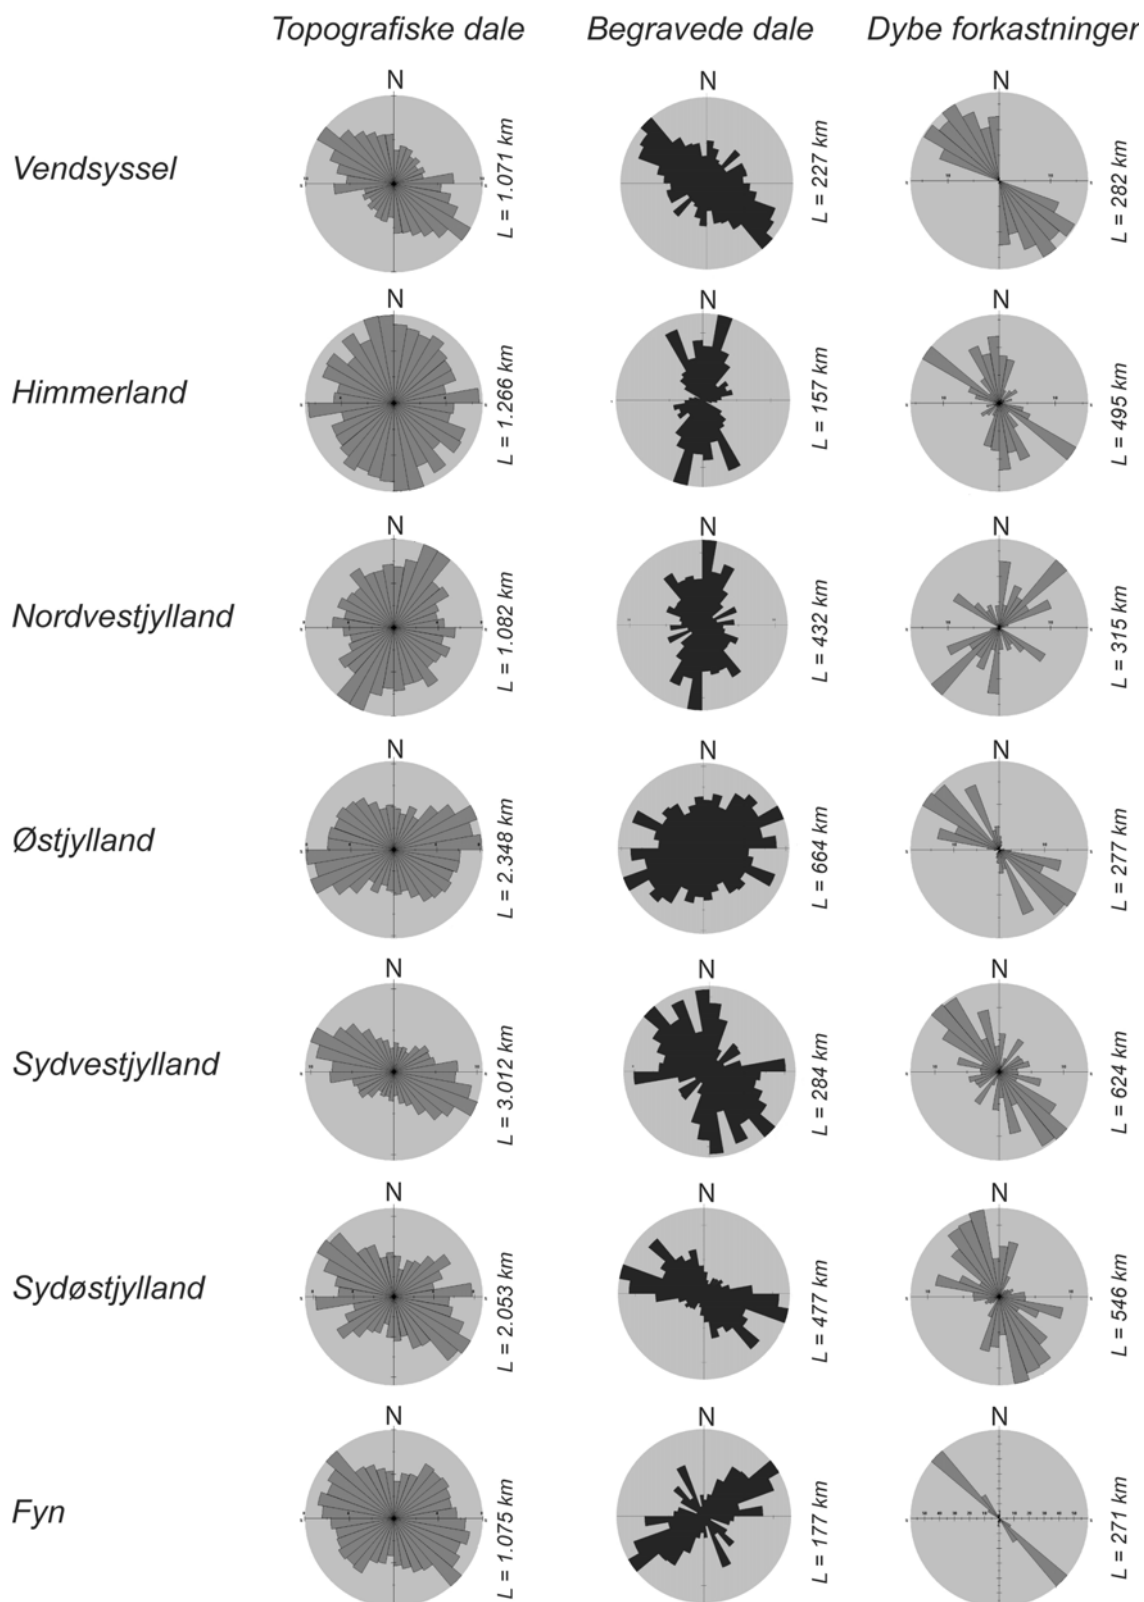 Topografiske dale Begravede dale Dybe forkastninger
N N N
Vendsyssel L = 1.071 km L = 227 km L = 282 km
N N N
Himmerland L = 1.266 km L = 157 km L = 495 km
N N N
Nordvestjylland L = 1.082 km L = 432 km L = 315 km
N N N
Østjylland L = 2.348 km L = 664 km L = 277 km
N N N
Sydvestjylland L = 3.012 km L = 284 km L = 624 km
N N N
Sydøstjylland L = 2.053 km L = 477 km L = 546 km
N N N
Fyn L = 1.075 km L = 177 km L = 271 km